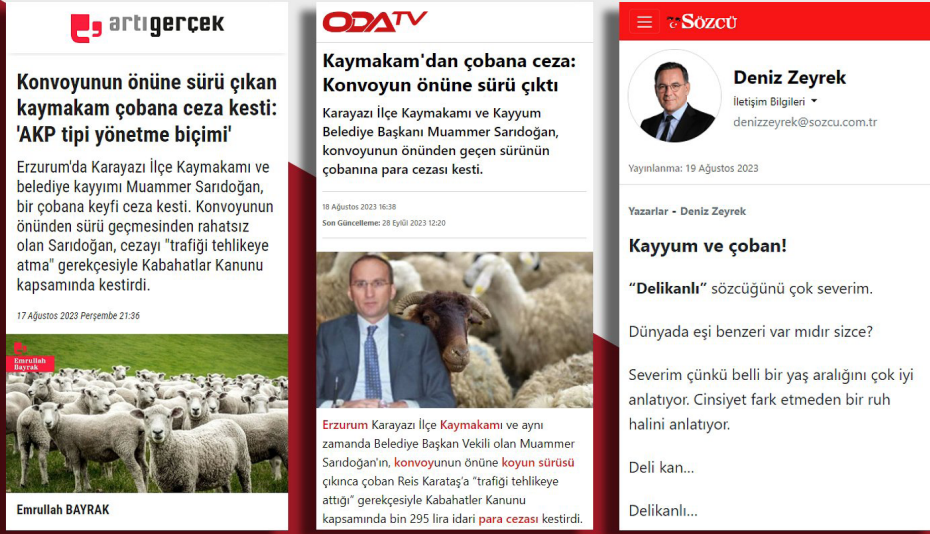 artıgerçek
Konvoyunun önüne sürü çıkan
kaymakam çobana ceza kesti:
'AKP tipi yönetme biçimi'
Erzurum'da Karayazı İlçe Kaymakamı ve
belediye kayyımı Muammer Sarıdoğan,
bir çobana keyfi ceza kesti. Konvoyunun
önünden sürü geçmesinden rahatsız
olan Sarıdoğan, cezayı "trafiği tehlikeye
atma" gerekçesiyle Kabahatlar Kanunu
kapsamında kestirdi.
17 Ağustos 2023 Perşembe 21:36
Emrullah
Bayrak
Emrullah BAYRAK
ODATV
Kaymakam'dan çobana ceza:
Konvoyun önüne sürü çıktı
Karayazı İlçe Kaymakamı ve Kayyum
Belediye Başkanı Muammer Sarıdoğan,
konvoyunun önünden geçen sürünün
çobanına para cezası kesti.
18 Ağustos 2023 16:38
Son Güncelleme: 28 Eylül 2023 12:20
Erzurum Karayazı İlçe Kaymakamı ve aynı
zamanda Belediye Başkan Vekili olan Muammer
Sarıdoğan'ın, konvoyunun önüne koyun sürüsü
çıkınca çoban Reis Karataş'a "trafiği tehlikeye
attığı" gerekçesiyle Kabahatlar Kanunu
kapsamında bin 295 lira idari para cezası kestirdi.
Sözcü
Deniz Zeyrek
İletişim Bilgileri
denizzeyrek@sozcu.com.tr
Yayınlanma: 19 Ağustos 2023
Yazarlar - Deniz Zeyrek
Kayyum ve çoban!
“Delikanlı” sözcüğünü çok severim.
Dünyada eşi benzeri var mıdır sizce?
Severim çünkü belli bir yaş aralığını çok iyi
anlatıyor. Cinsiyet fark etmeden bir ruh
halini anlatıyor.
Deli kan...
Delikanlı...